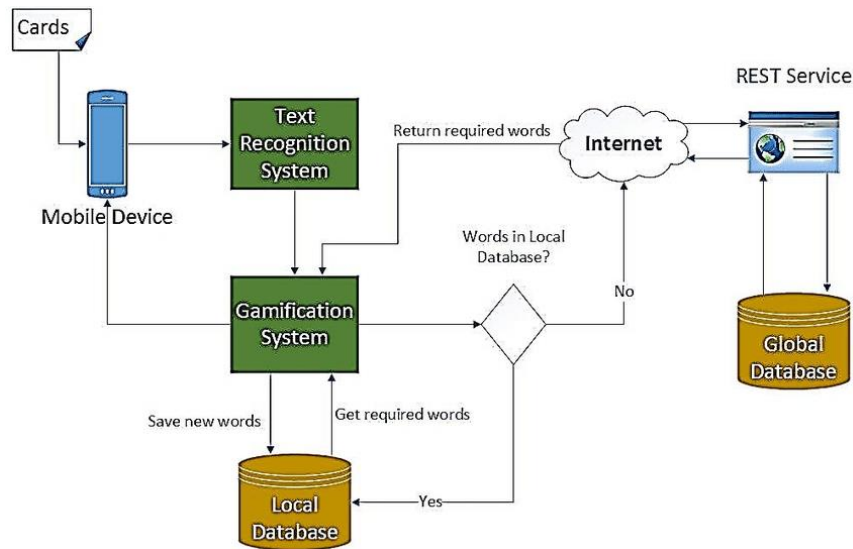 Cards
REST Service
Text
Recognition
System
Return required words
Internet
Mobile Device
Words in Local
Database?
Gamification
System
No
Global
Database
Save new words
Get required words
Local
Database
Yes